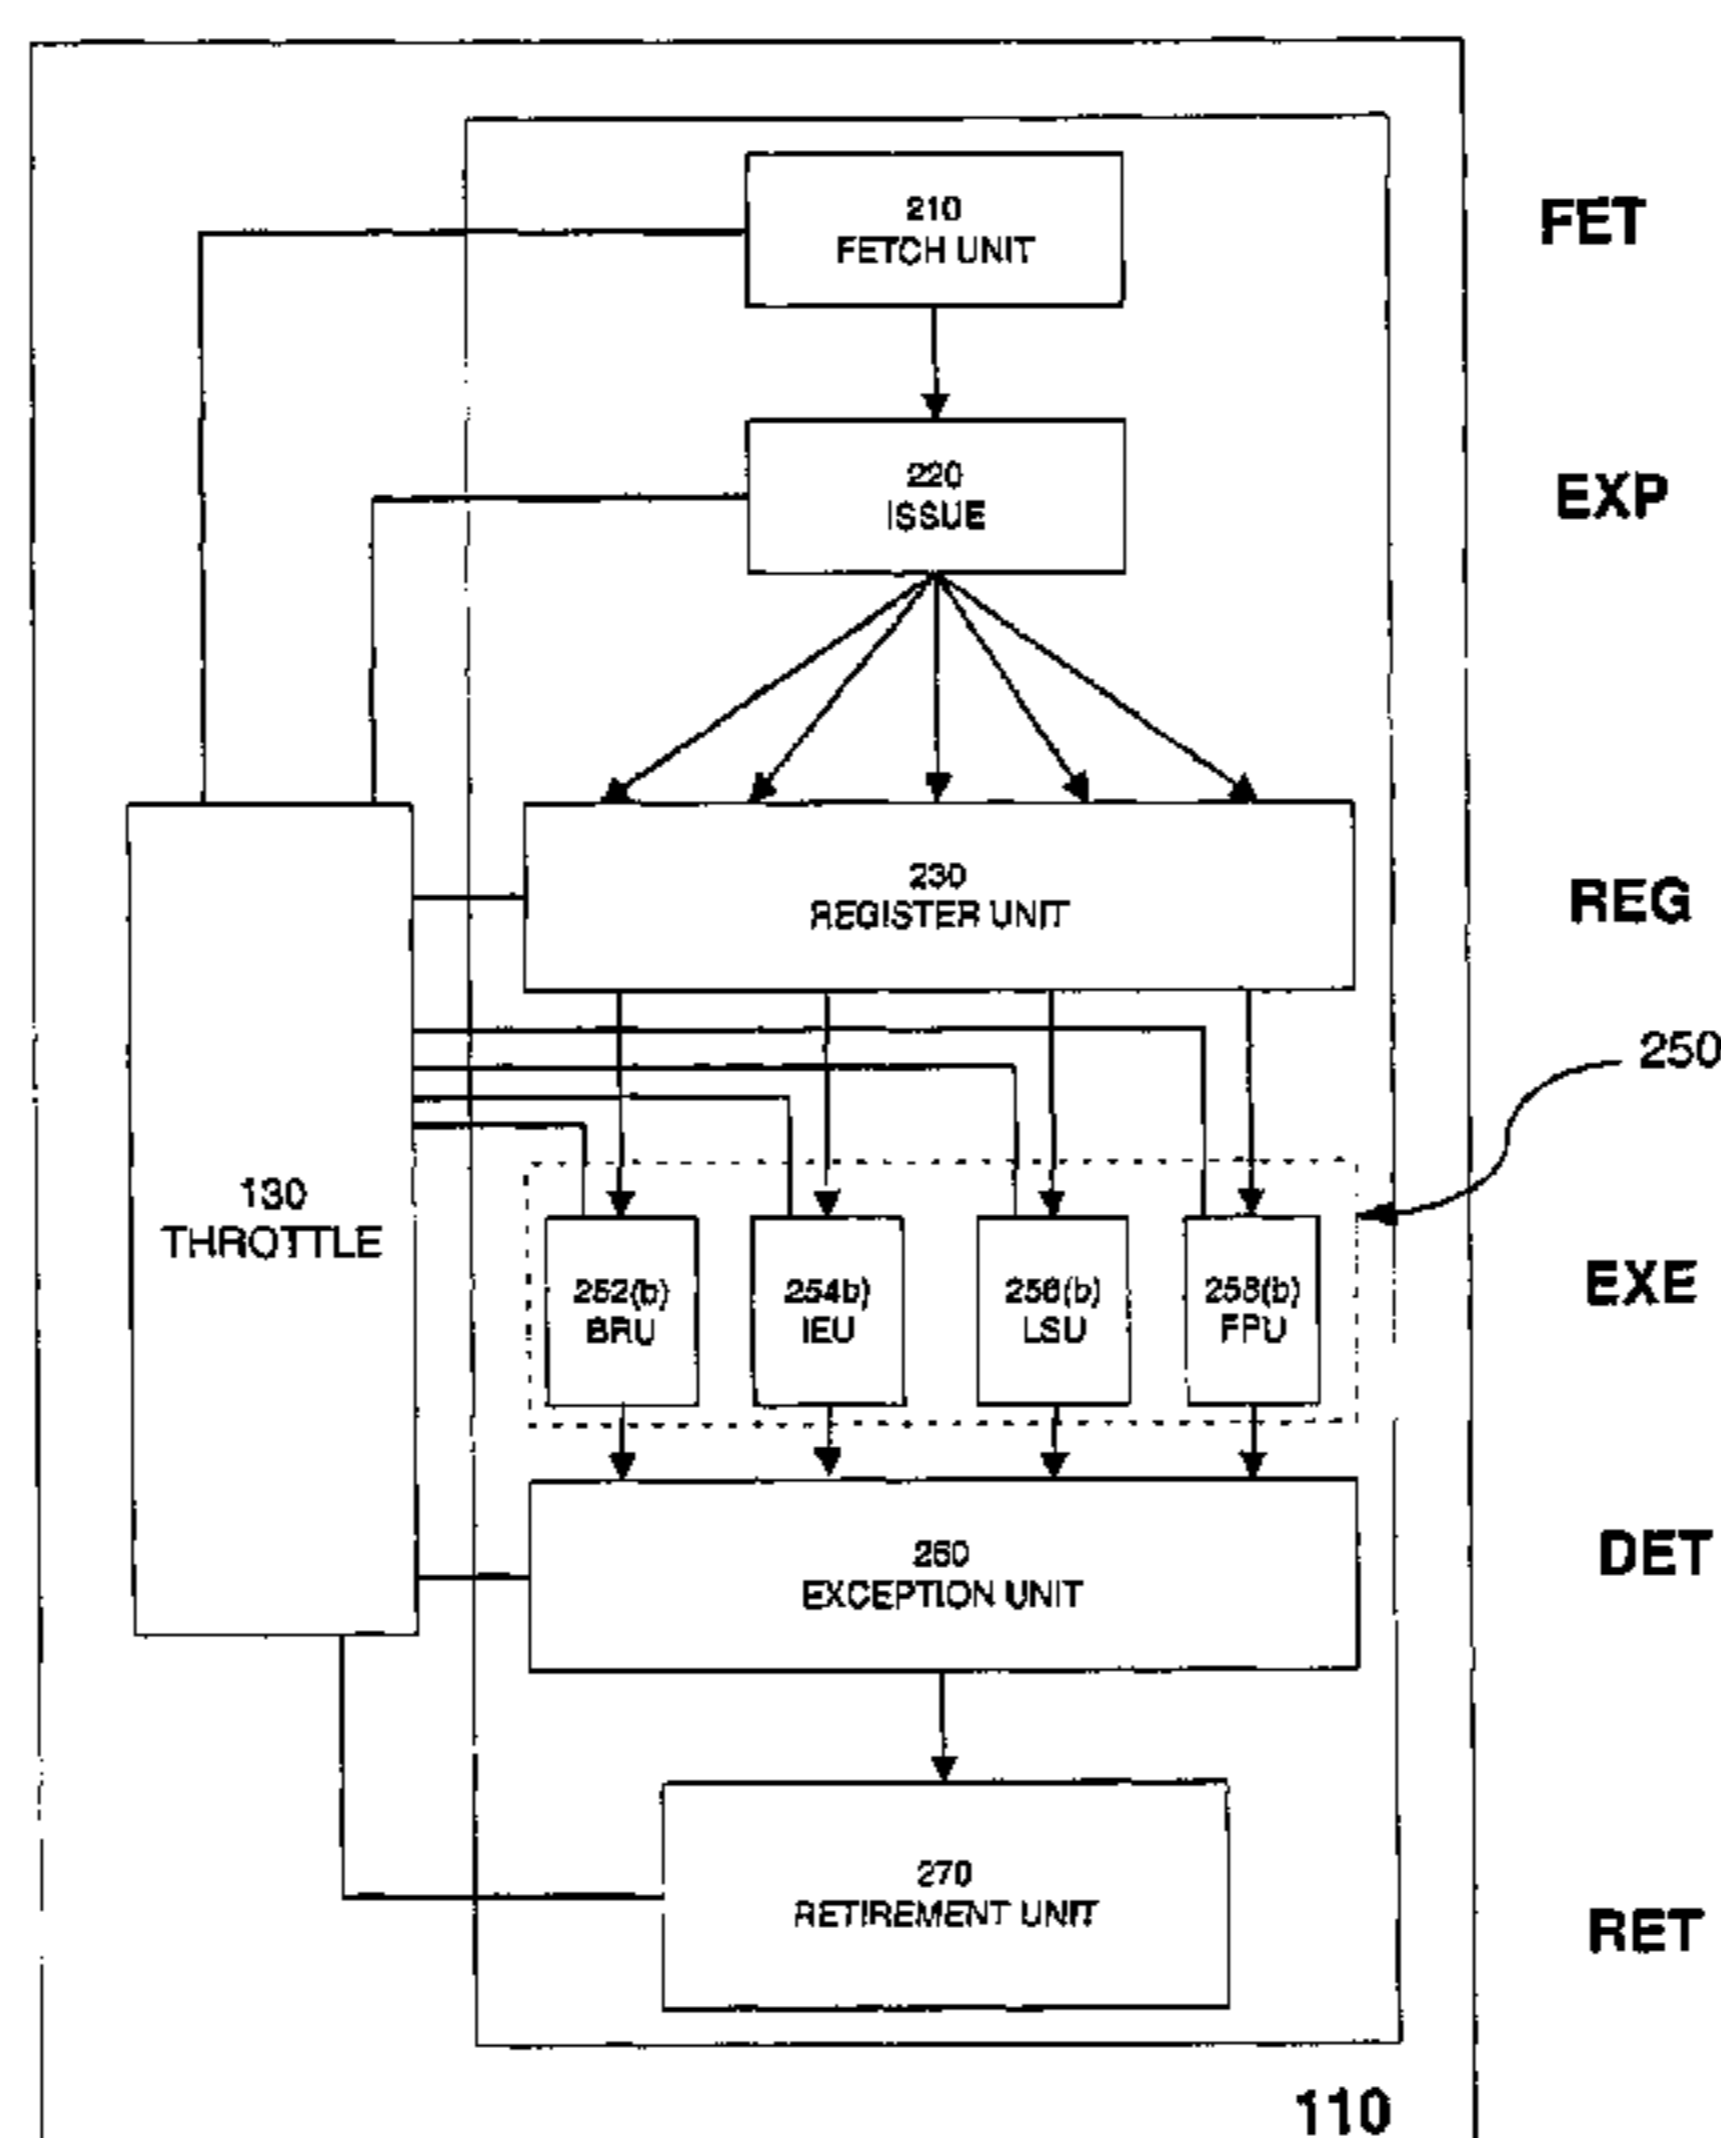 210
FETCH UNIT
FET
220
ISSUE
EXP
230
REGISTER UNIT
REG
250
130
THROTTLE
252(b)
BRU
254b)
IEU
256(b)
LSU
258(b)
FPU
EXE
260
EXCEPTION UNIT
DET
270
RETIREMENT UNIT
RET
110